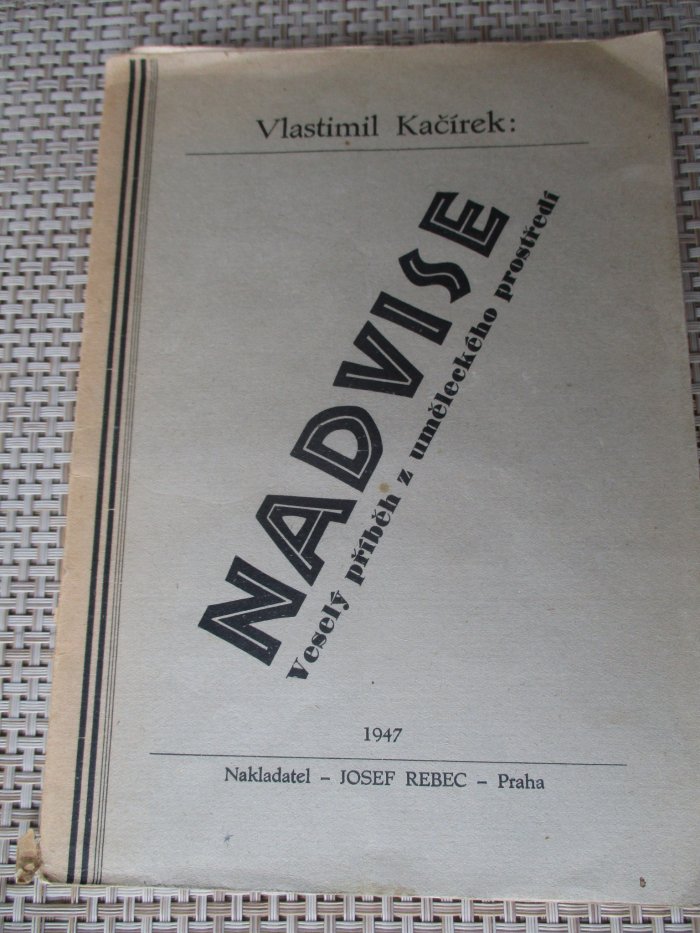 Vlastimil Kačírek:
NADVISE
Veselý příběh z uměleckého prostředí
1947
Nakladatel – JOSEF REBEC – Praha